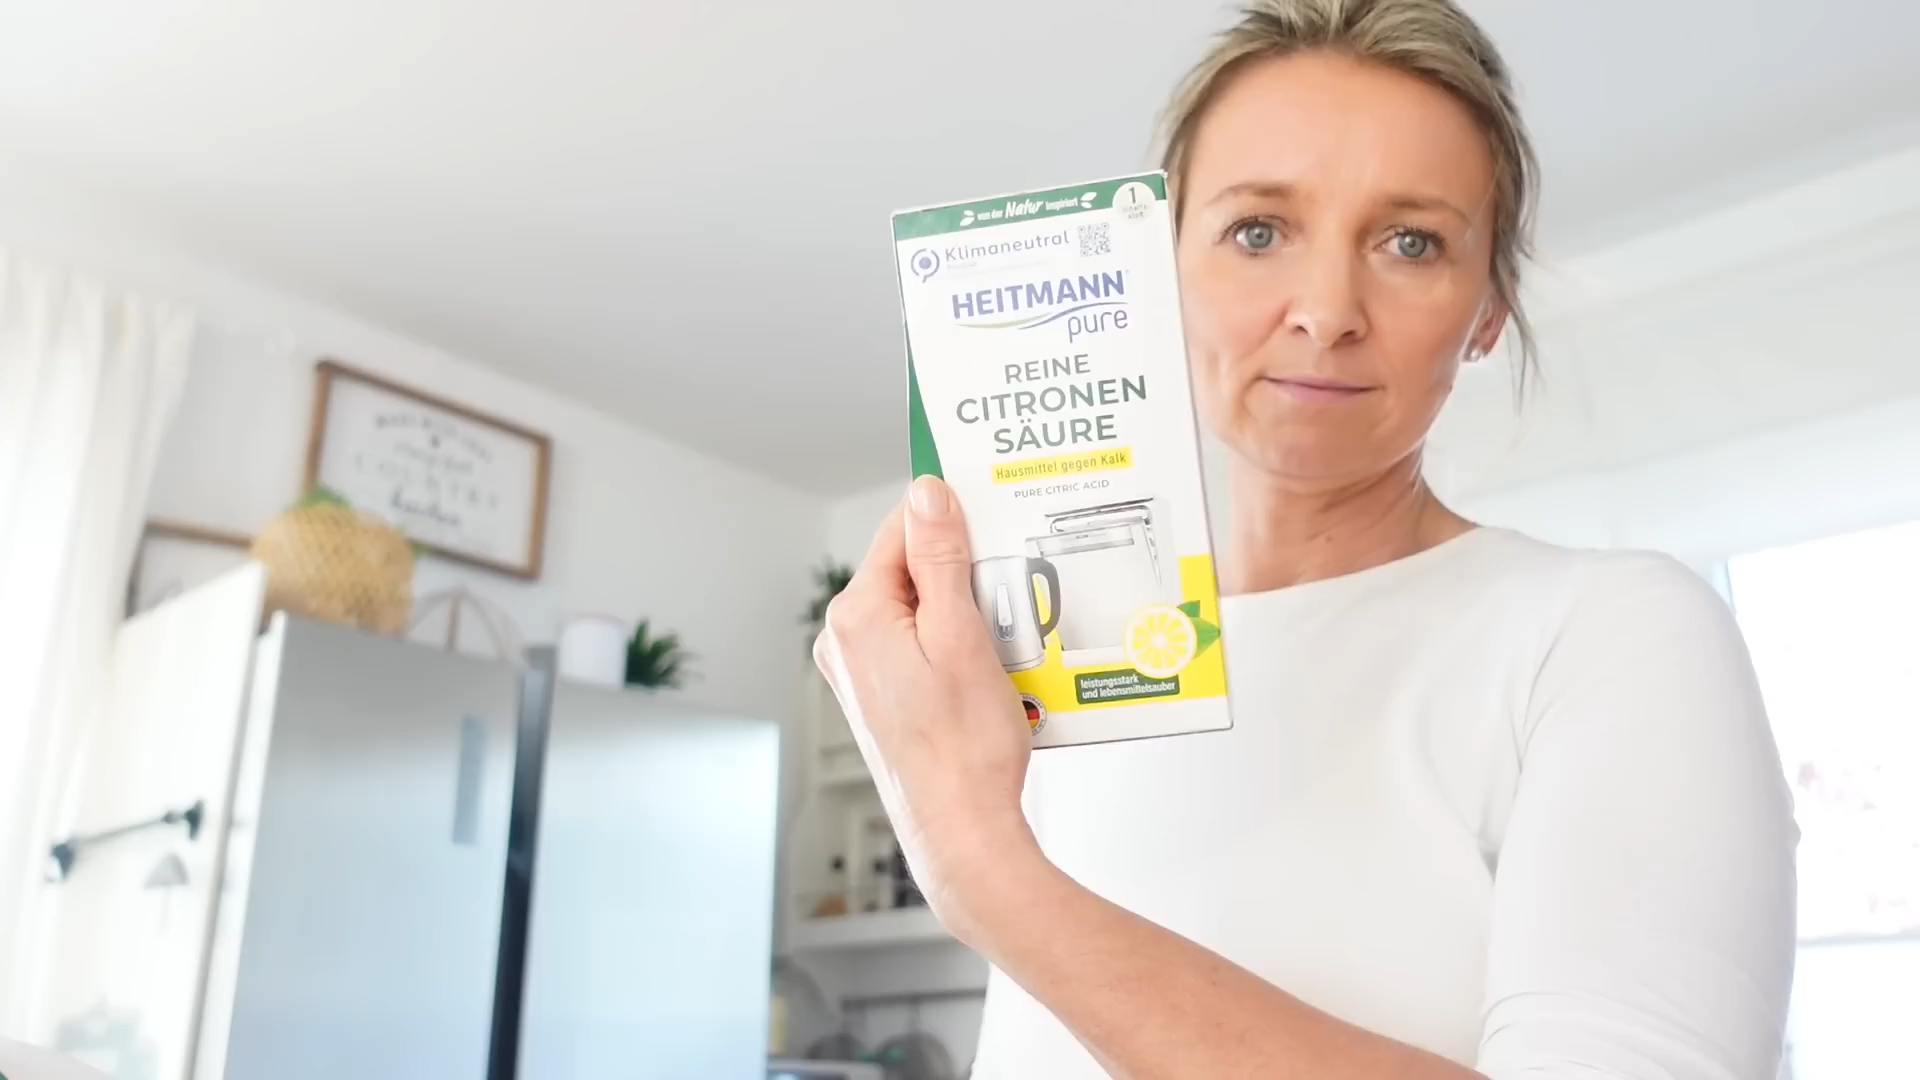 von der Natur inspiriert
1
Klimaneutral
HEITMANN
pure
REINE
CITRONEN
SÄURE
Hausmittel gegen Kalk
PURE CITRIC ACID
leistungsstark
und lebensmittelsauber
COUNTRY